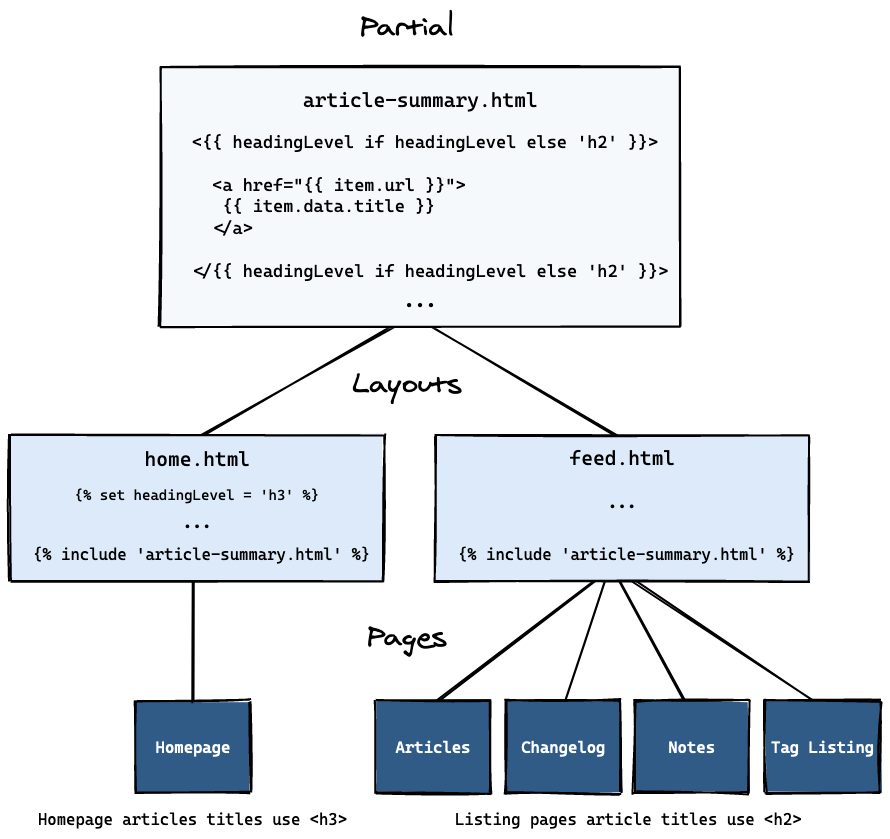 Partial
article-summary.html
<{{ headingLevel if headingLevel else 'h2' }}>
<a href="{{ item.url }}">
{{ item.data.title }}
</a>
</{{ headingLevel if headingLevel else 'h2' }}>
...
Layouts
home.html
{% set headingLevel = 'h3' %}
...
{% include 'article-summary.html' %}
feed.html
...
{% include 'article-summary.html' %}
Pages
Homepage
Articles
Changelog
Notes
Tag Listing
Homepage articles titles use <h3>
Listing pages article titles use <h2>